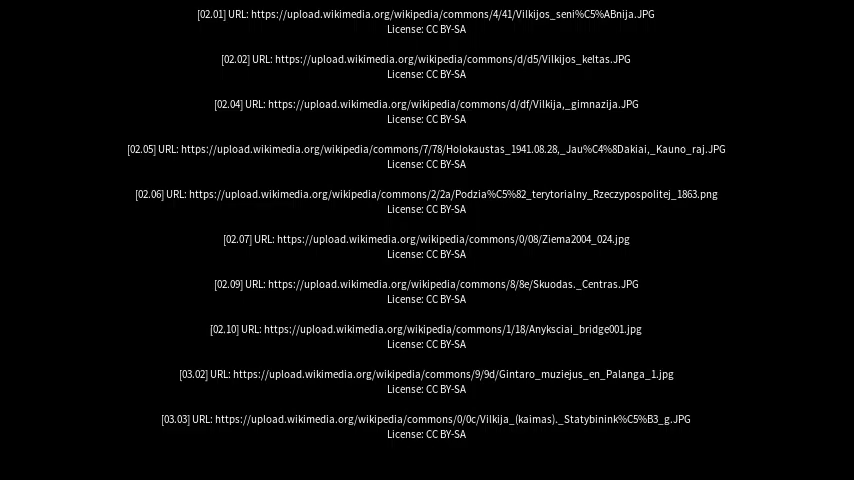 [02.01] URL: https://upload.wikimedia.org/wikipedia/commons/4/41/Vilkijos_seni%C5%ABnija.JPG
License: CC BY-SA
[02.02] URL: https://upload.wikimedia.org/wikipedia/commons/d/d5/Vilkijos_keltas.JPG
License: CC BY-SA
[02.04] URL: https://upload.wikimedia.org/wikipedia/commons/d/df/Vilkija,_gimnazija.JPG
License: CC BY-SA
[02.05] URL: https://upload.wikimedia.org/wikipedia/commons/7/78/Holokaustas_1941.08.28,_Jau%C4%8Dakiai,_Kauno_raj.JPG
License: CC BY-SA
[02.06] URL: https://upload.wikimedia.org/wikipedia/commons/2/2a/Podzia%C5%82_terytorialny_Rzeczypospolitej_1863.png
License: CC BY-SA
[02.07] URL: https://upload.wikimedia.org/wikipedia/commons/0/08/Ziema2004_024.jpg
License: CC BY-SA
[02.09] URL: https://upload.wikimedia.org/wikipedia/commons/8/8e/Skuodas._Centras.JPG
License: CC BY-SA
[02.10] URL: https://upload.wikimedia.org/wikipedia/commons/1/18/Anyksciai_bridge001.jpg
License: CC BY-SA
[03.02] URL: https://upload.wikimedia.org/wikipedia/commons/9/9d/Gintaro_muziejus_en_Palanga_1.jpg
License: CC BY-SA
[03.03] URL: https://upload.wikimedia.org/wikipedia/commons/0/0c/Vilkija_(kaimas)._Statybinink%C5%B3_g.JPG
License: CC BY-SA